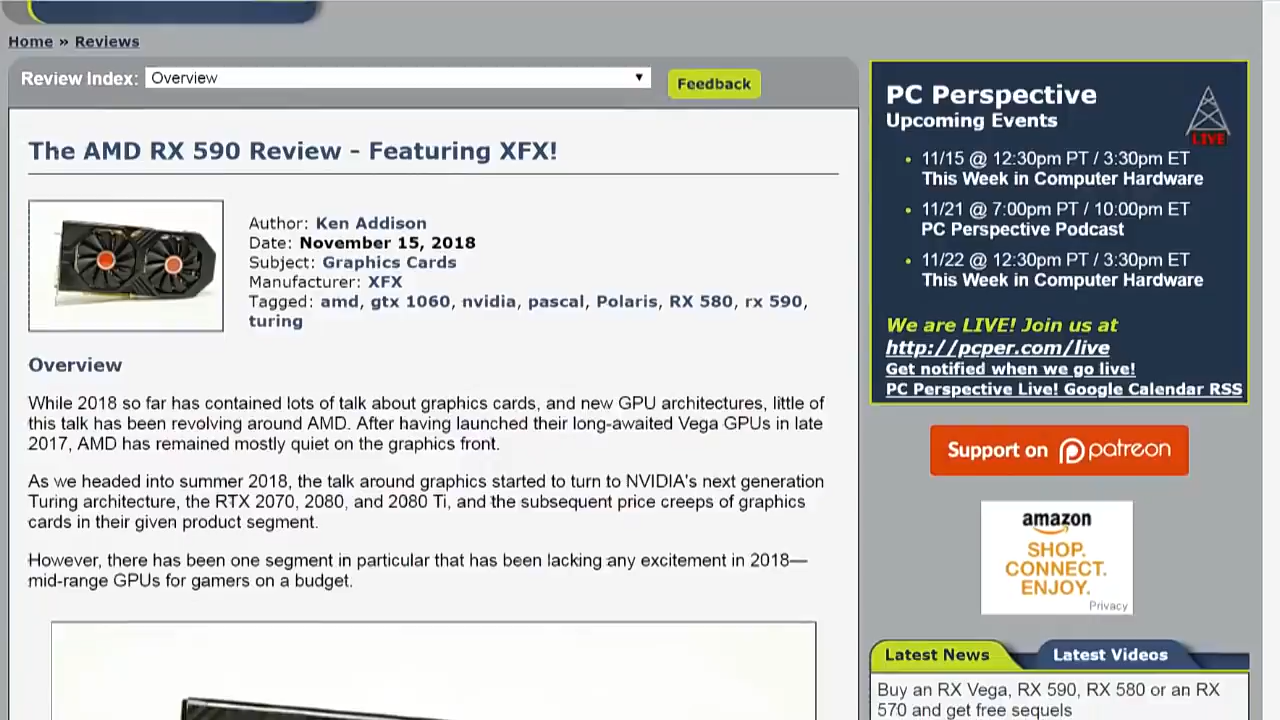 Home » Reviews
Review Index: Overview
Feedback
The AMD RX 590 Review - Featuring XFX!
Author: Ken Addison
Date: November 15, 2018
Subject: Graphics Cards
Manufacturer: XFX
Tagged: amd, gtx 1060, nvidia, pascal, Polaris, RX 580, rx 590,
turing
Overview
While 2018 so far has contained lots of talk about graphics cards, and new GPU architectures, little of
this talk has been revolving around AMD. After having launched their long-awaited Vega GPUs in late
2017, AMD has remained mostly quiet on the graphics front.
As we headed into summer 2018, the talk around graphics started to turn to NVIDIA's next generation
Turing architecture, the RTX 2070, 2080, and 2080 Ti, and the subsequent price creeps of graphics
cards in their given product segment.
However, there has been one segment in particular that has been lacking any excitement in 2018—
mid-range GPUs for gamers on a budget.
PC Perspective
Upcoming Events
LIVE
• 11/15 @ 12:30pm PT / 3:30pm ET
This Week in Computer Hardware
• 11/21 @ 7:00pm PT / 10:00pm ET
PC Perspective Podcast
• 11/22 @ 12:30pm PT / 3:30pm ET
This Week in Computer Hardware
We are LIVE! Join us at
http://pcper.com/live
Get notified when we go live!
PC Perspective Live! Google Calendar RSS
Support on patreon
amazon
SHOP.
CONNECT.
ENJOY.
Privacy
Latest News
Latest Videos
Buy an RX Vega, RX 590, RX 580 or an RX
570 and get free sequels